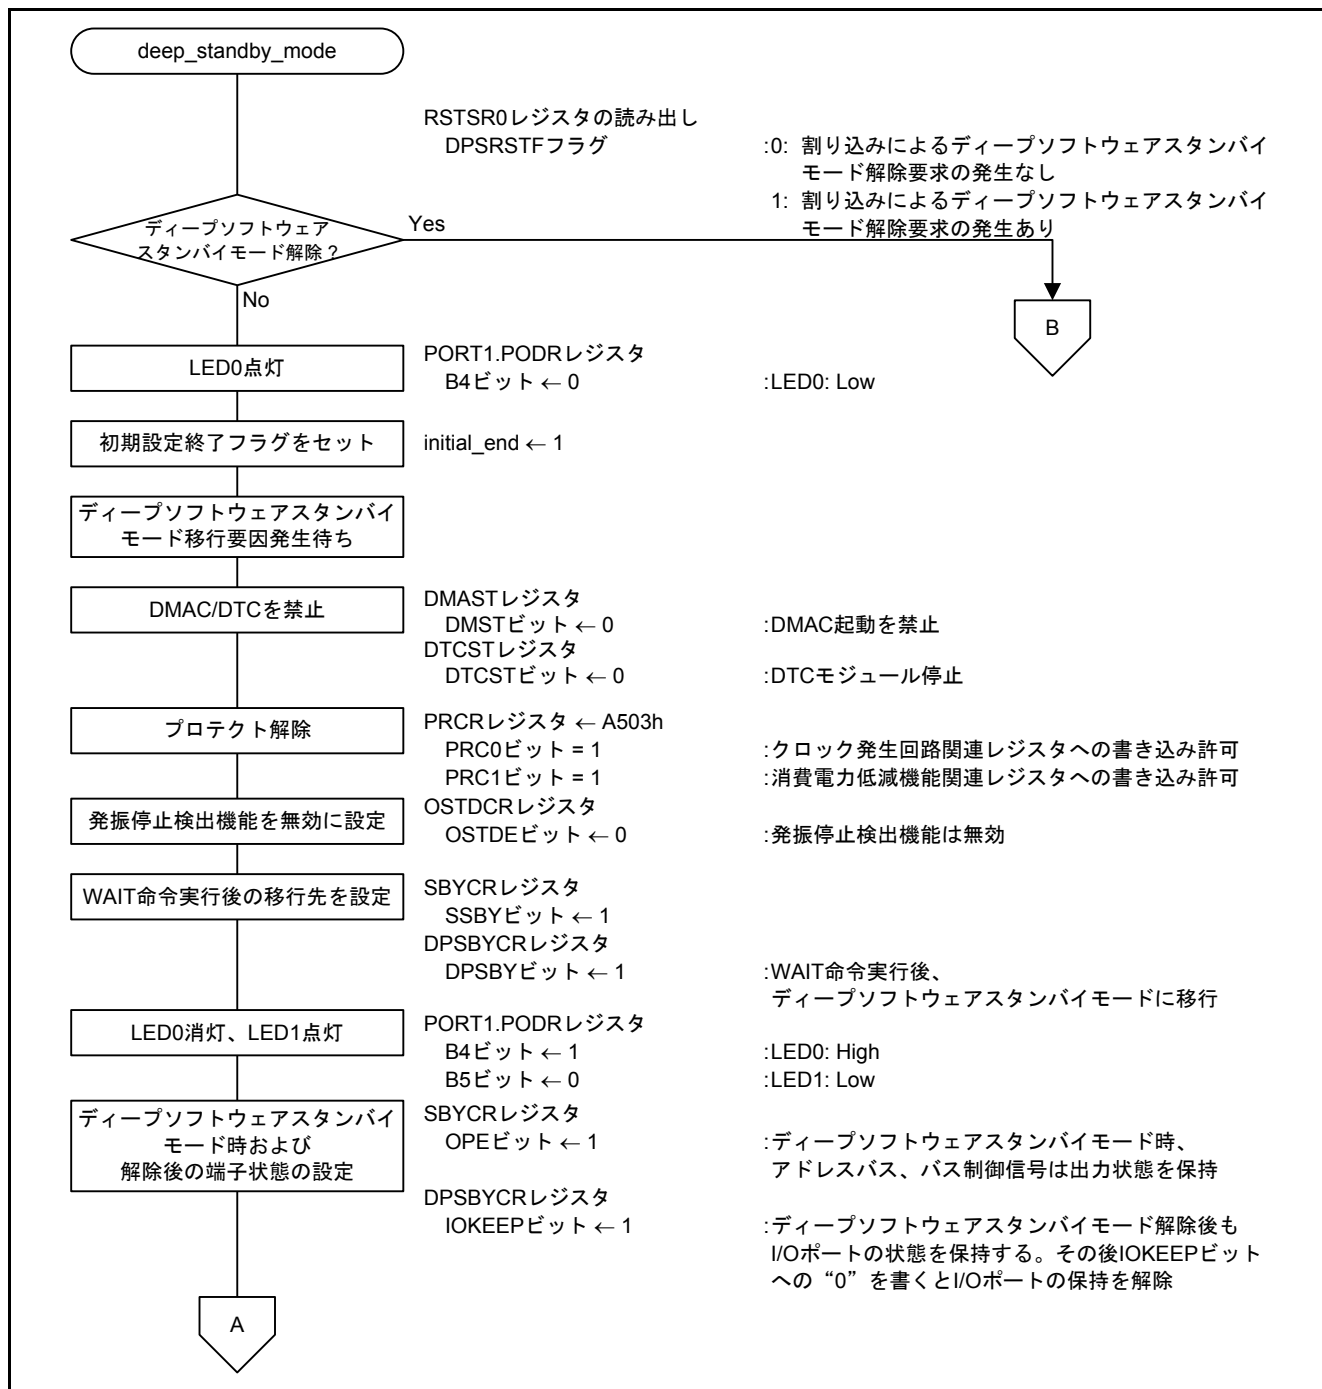 deep_standby_mode
RSTSR0レジスタの読み出し
DPSRSTFフラグ :0: 割り込みによるディープソフトウェアスタンバイ
モード解除要求の発生なし
1: 割り込みによるディープソフトウェアスタンバイ
モード解除要求の発生あり
ディープソフトウェア
スタンバイモード解除？
Yes
No
B
LED0点灯
PORT1.PODRレジスタ
B4ビット ← 0 :LED0: Low
初期設定終了フラグをセット
initial_end ← 1
ディープソフトウェアスタンバイ
モード移行要因発生待ち
DMAC/DTCを禁止
DMASTレジスタ
DMSTビット ← 0 :DMAC起動を禁止
DTCSTレジスタ
DTCSTビット ← 0 :DTCモジュール停止
プロテクト解除
PRCRレジスタ ← A503h
PRC0ビット = 1 :クロック発生回路関連レジスタへの書き込み許可
PRC1ビット = 1 :消費電力低減機能関連レジスタへの書き込み許可
発振停止検出機能を無効に設定
OSTDCRレジスタ
OSTDEビット ← 0 :発振停止検出機能は無効
WAIT命令実行後の移行先を設定
SBYCRレジスタ
SSBYビット ← 1
DPSBYCRレジスタ
DPSBYビット ← 1 :WAIT命令実行後、
ディープソフトウェアスタンバイモードに移行
LED0消灯、LED1点灯
PORT1.PODRレジスタ
B4ビット ← 1 :LED0: High
B5ビット ← 0 :LED1: Low
ディープソフトウェアスタンバイ
モード時および
解除後の端子状態の設定
SBYCRレジスタ
OPEビット ← 1 :ディープソフトウェアスタンバイモード時、
アドレスバス、バス制御信号は出力状態を保持
DPSBYCRレジスタ
IOKEEPビット ← 1 :ディープソフトウェアスタンバイモード解除後も
I/Oポートの状態を保持する。その後IOKEEPビット
への“0”を書くとI/Oポートの保持を解除
A